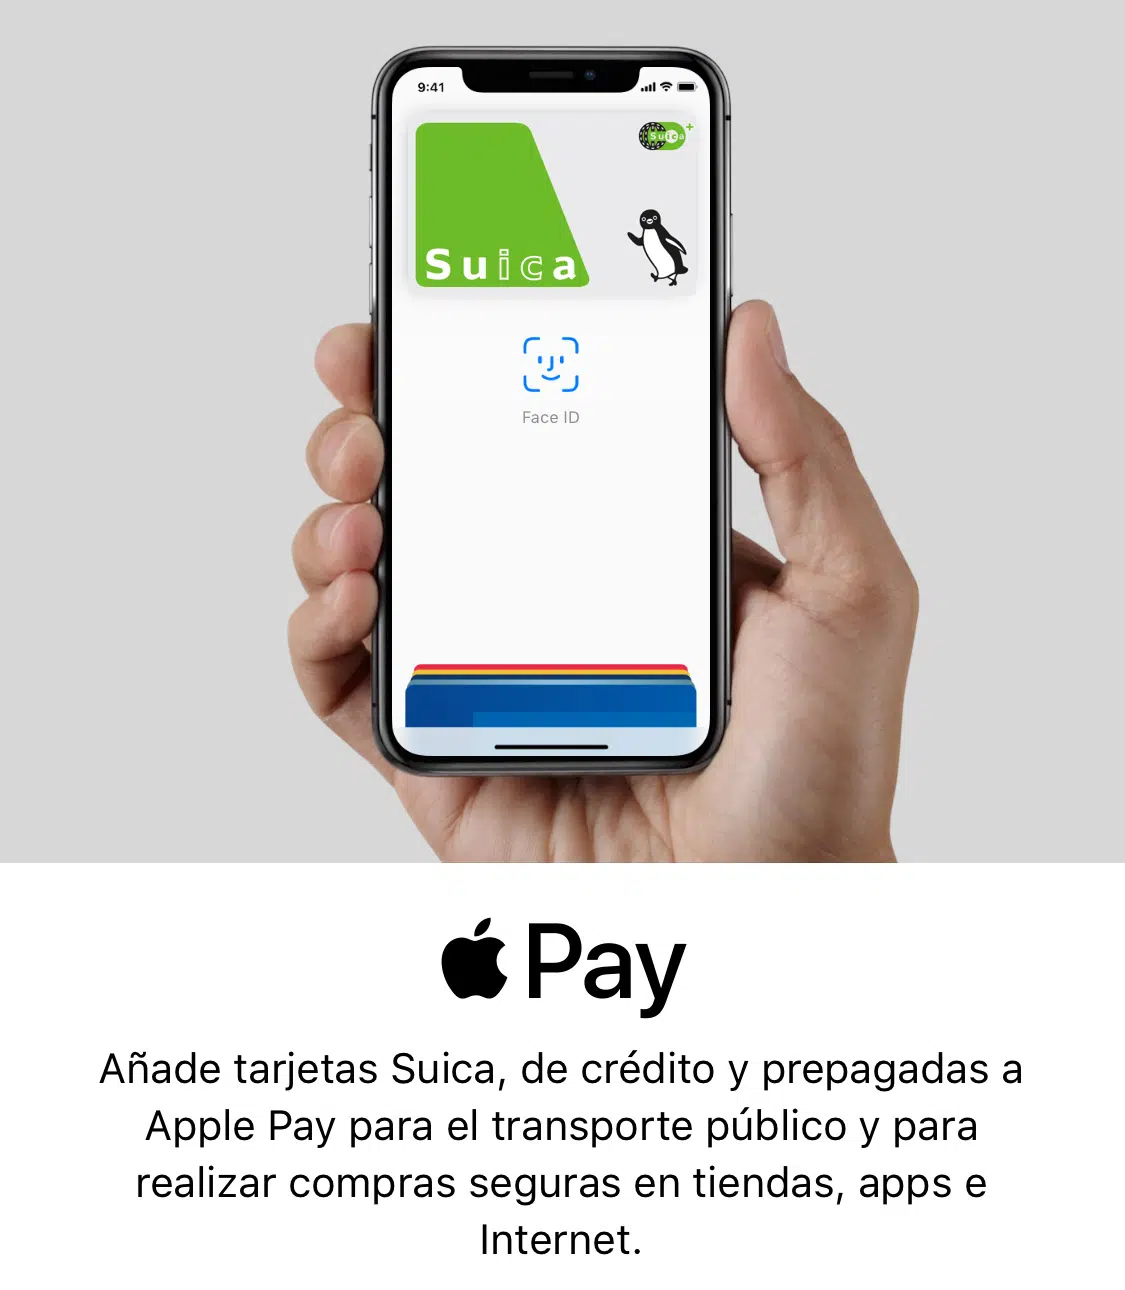 9:41
Suica
Suica
Face ID
Pay
Añade tarjetas Suica, de crédito y prepagadas a
Apple Pay para el transporte público y para
realizar compras seguras en tiendas, apps e
Internet.